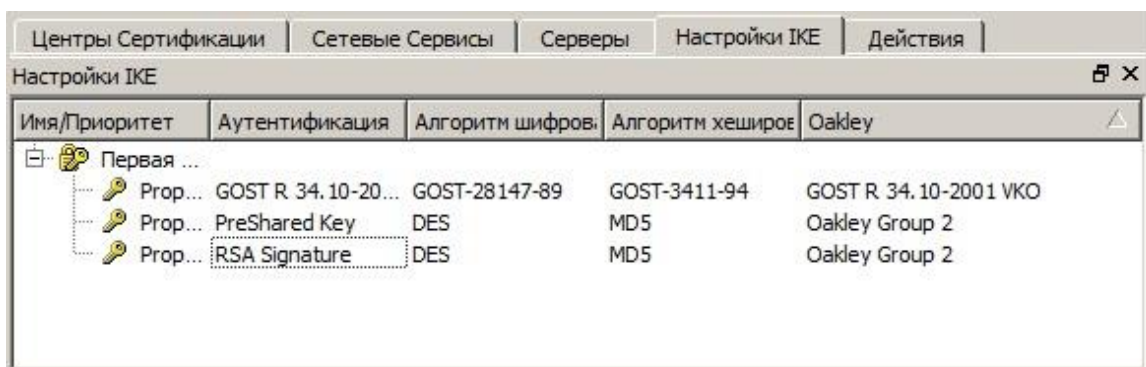 Центры Сертификации Сетевые Сервисы Серверы Настройки IKE Действия
Настройки IKE
Имя/Приоритет Аутентификация Алгоритм шифрова Алгоритм хеширов Oakley
Первая ...
Prop... GOST R 34.10-20... GOST-28147-89 GOST-3411-94 GOST R 34.10-2001 VKO
Prop... PreShared Key DES MD5 Oakley Group 2
Prop... RSA Signature DES MD5 Oakley Group 2